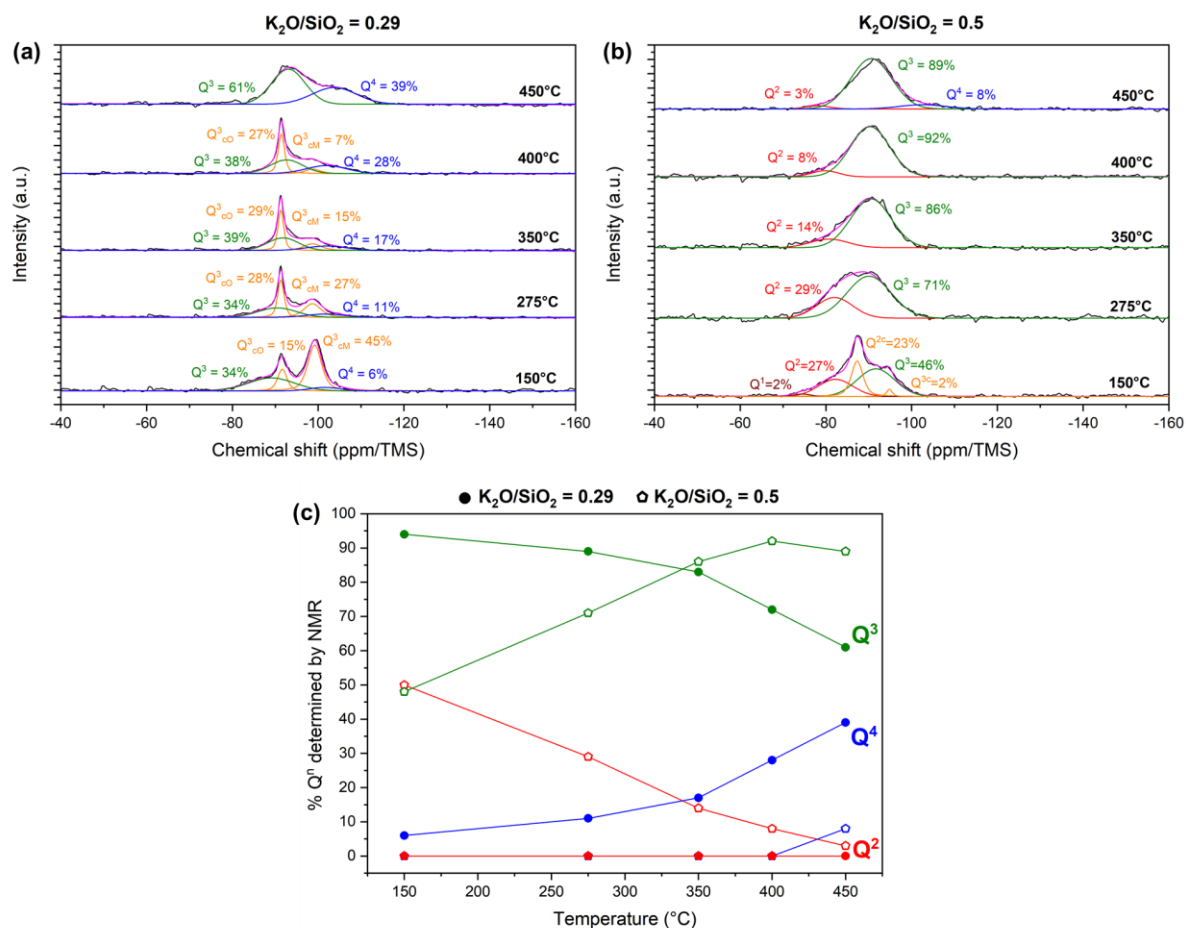 K₂O/SiO₂ = 0.29
(a)
Intensity (a.u.)
Q³ = 61%
Q⁴ = 39%
450°C
Q³cO = 27%
Q³cM = 7%
Q³ = 38%
Q⁴ = 28%
400°C
Q³cO = 29%
Q³cM = 15%
Q³ = 39%
Q⁴ = 17%
350°C
Q³cO = 28%
Q³cM = 27%
Q³ = 34%
Q⁴ = 11%
275°C
Q³cO = 15%
Q³cM = 45%
Q³ = 34%
Q⁴ = 6%
150°C
-40 -60 -80 -100 -120 -140 -160
Chemical shift (ppm/TMS)
K₂O/SiO₂ = 0.5
(b)
Intensity (a.u.)
Q³ = 89%
Q² = 3%
Q⁴ = 8%
450°C
Q³ = 92%
Q² = 8%
400°C
Q³ = 86%
Q² = 14%
350°C
Q² = 29%
Q³ = 71%
275°C
Q²ᶜ=23%
Q²=27%
Q³=46%
Q¹=2%
Q³ᶜ=2%
150°C
-40 -60 -80 -100 -120 -140 -160
Chemical shift (ppm/TMS)
K₂O/SiO₂ = 0.29 K₂O/SiO₂ = 0.5
(c)
% Qⁿ determined by NMR
100
90
80
70
60
50
40
30
20
10
0
Q³
Q⁴
Q²
150 200 250 300 350 400 450
Temperature (°C)